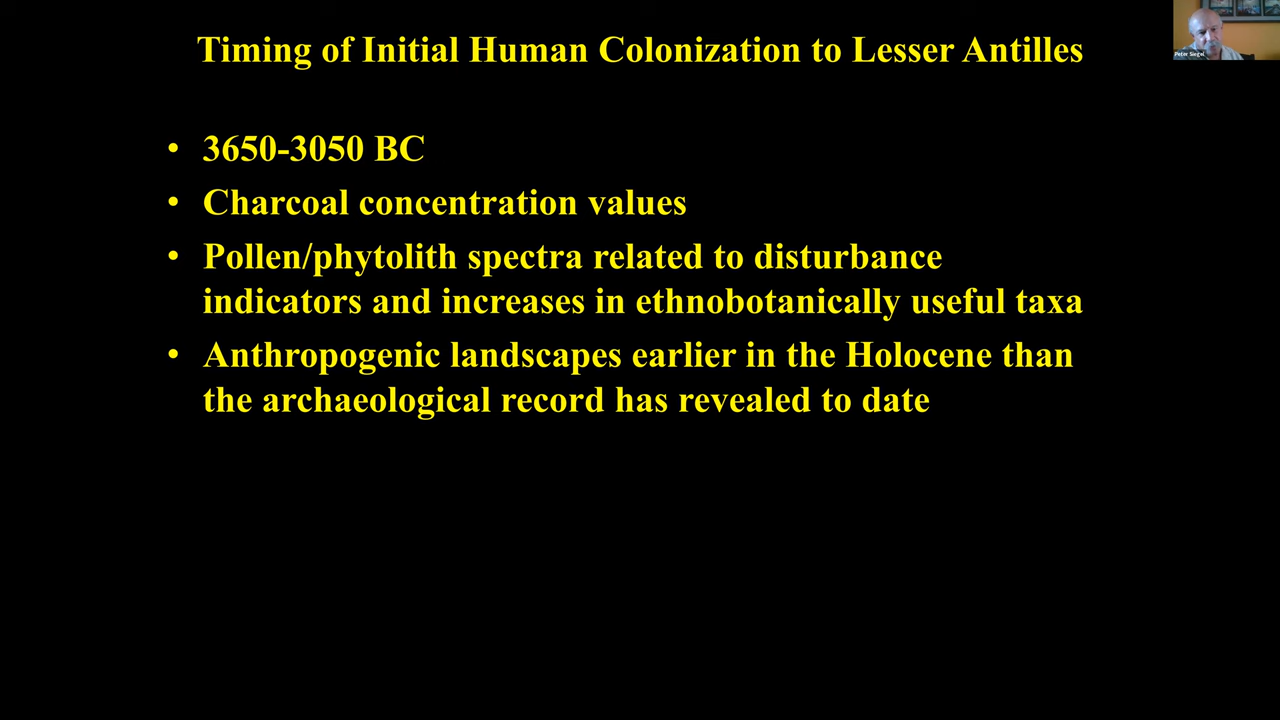 Timing of Initial Human Colonization to Lesser Antilles
Peter Siegel
• 3650-3050 BC
• Charcoal concentration values
• Pollen/phytolith spectra related to disturbance
indicators and increases in ethnobotanically useful taxa
• Anthropogenic landscapes earlier in the Holocene than
the archaeological record has revealed to date